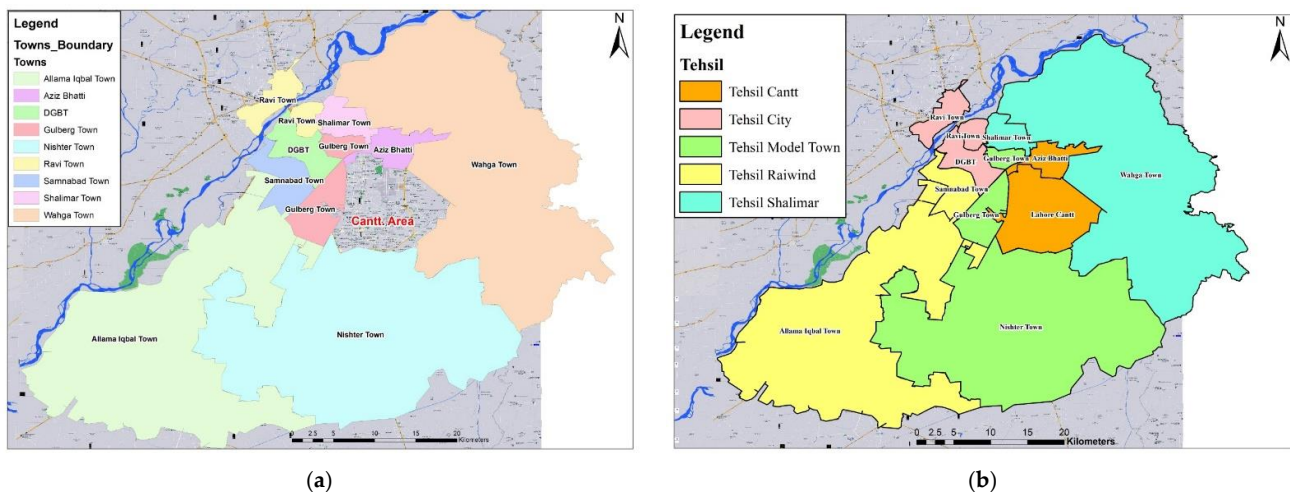 Legend
Towns_Boundary
Towns
Allama Iqbal Town
Aziz Bhatti
DGBT
Gulberg Town
Nishter Town
Ravi Town
Samnabad Town
Shalimar Town
Wahga Town
N
Ravi Town
Ravi Town
Shalimar Town
Gulberg Town
Aziz Bhatti
DGBT
Wahga Town
Samnabad Town
Gulberg Town
Cantt. Area
Allama Iqbal Town
Nishter Town
0 2.5 5 10 15 20
Kilometers
(a)
Legend
Tehsil
Tehsil Cantt
Tehsil City
Tehsil Model Town
Tehsil Raiwind
Tehsil Shalimar
N
Ravi Town
Ravi Town
Shalimar Town
Gulberg Town
Aziz Bhatti
DGBT
Wahga Town
Samnabad Town
Gulberg Town
Lahore Cantt
Allama Iqbal Town
Nishter Town
0 2.5 5 10 15 20
Kilometers
(b)